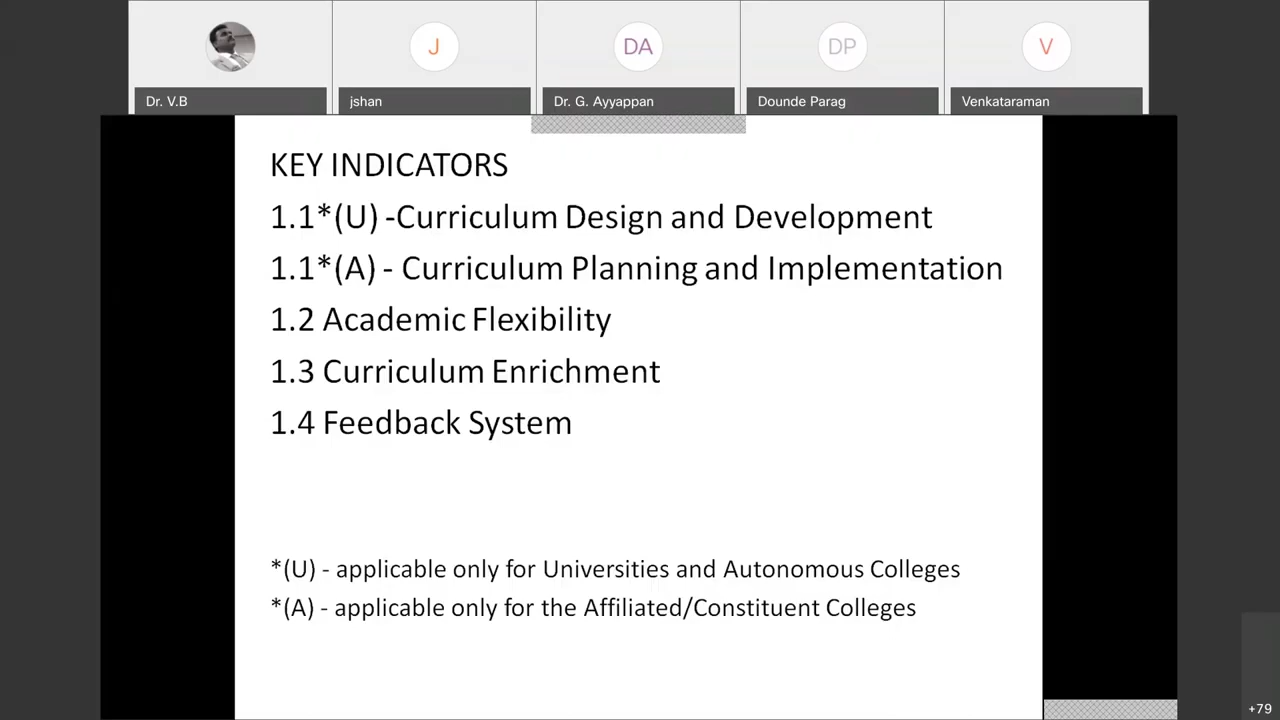 J
DA
DP
V
Dr. V.B
jshan
Dr. G. Ayyappan
Dounde Parag
Venkataraman
KEY INDICATORS
1.1*(U) -Curriculum Design and Development
1.1*(A) - Curriculum Planning and Implementation
1.2 Academic Flexibility
1.3 Curriculum Enrichment
1.4 Feedback System
*(U) - applicable only for Universities and Autonomous Colleges
*(A) - applicable only for the Affiliated/Constituent Colleges
+79